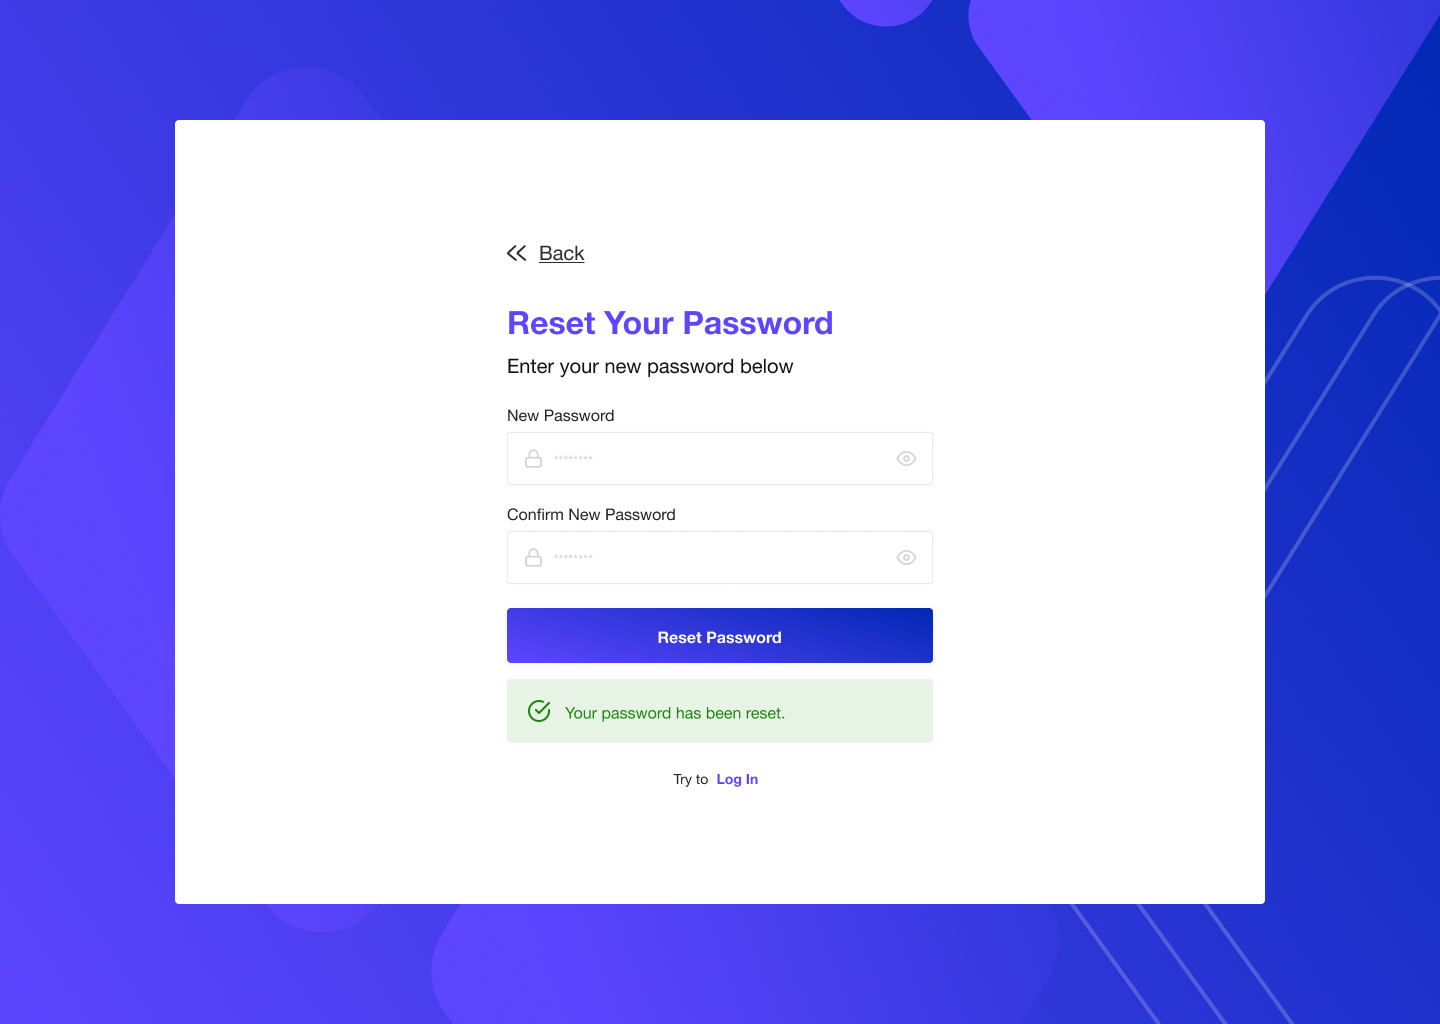 Back
Reset Your Password
Enter your new password below
New Password
********
Confirm New Password
********
Reset Password
Your password has been reset.
Try to Log In